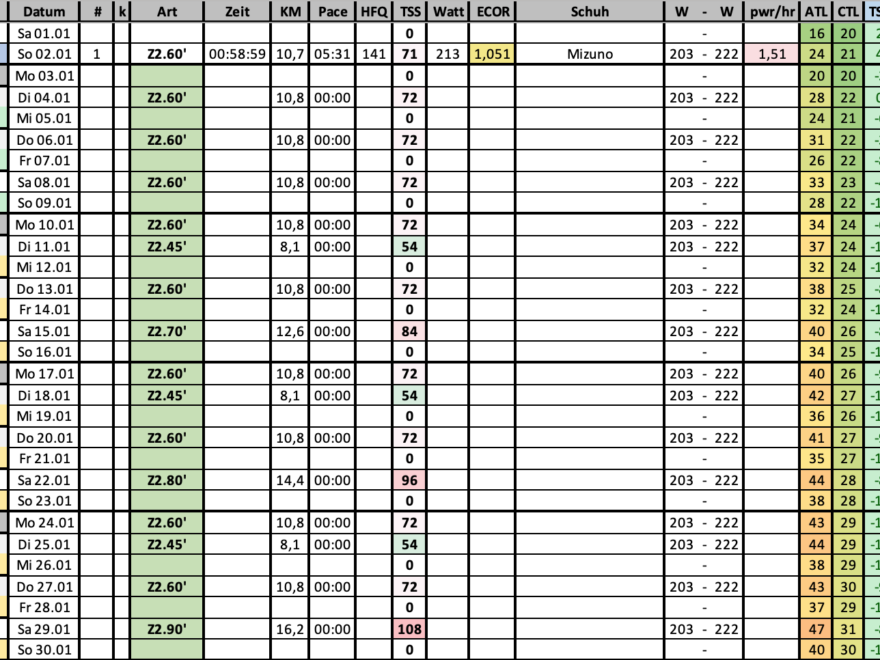 Datum # k Art Zeit KM Pace HFQ TSS Watt ECOR Schuh W - W pwr/hr ATL CTL TS
Sa 01.01 0 - 16 20 2
So 02.01 1 Z2.60' 00:58:59 10,7 05:31 141 71 213 1,051 Mizuno 203 - 222 1,51 24 21 4
Mo 03.01 0 - 20 20
Di 04.01 Z2.60' 10,8 00:00 72 203 - 222 28 22 0
Mi 05.01 0 - 24 21
Do 06.01 Z2.60' 10,8 00:00 72 203 - 222 31 22
Fr 07.01 0 - 26 22
Sa 08.01 Z2.60' 10,8 00:00 72 203 - 222 33 23
So 09.01 0 - 28 22 -1
Mo 10.01 Z2.60' 10,8 00:00 72 203 - 222 34 24
Di 11.01 Z2.45' 8,1 00:00 54 203 - 222 37 24 -1
Mi 12.01 0 - 32 24 -1
Do 13.01 Z2.60' 10,8 00:00 72 203 - 222 38 25
Fr 14.01 0 - 32 24 -1
Sa 15.01 Z2.70' 12,6 00:00 84 203 - 222 40 26
So 16.01 0 - 34 25 -1
Mo 17.01 Z2.60' 10,8 00:00 72 203 - 222 40 26
Di 18.01 Z2.45' 8,1 00:00 54 203 - 222 42 27 -1
Mi 19.01 0 - 36 26 -1
Do 20.01 Z2.60' 10,8 00:00 72 203 - 222 41 27
Fr 21.01 0 - 35 27 -1
Sa 22.01 Z2.80' 14,4 00:00 96 203 - 222 44 28
So 23.01 0 - 38 28 -1
Mo 24.01 Z2.60' 10,8 00:00 72 203 - 222 43 29 -1
Di 25.01 Z2.45' 8,1 00:00 54 203 - 222 44 29 -1
Mi 26.01 0 - 38 29 -1
Do 27.01 Z2.60' 10,8 00:00 72 203 - 222 43 30
Fr 28.01 0 - 37 29 -1
Sa 29.01 Z2.90' 16,2 00:00 108 203 - 222 47 31
So 30.01 0 - 40 30 -1